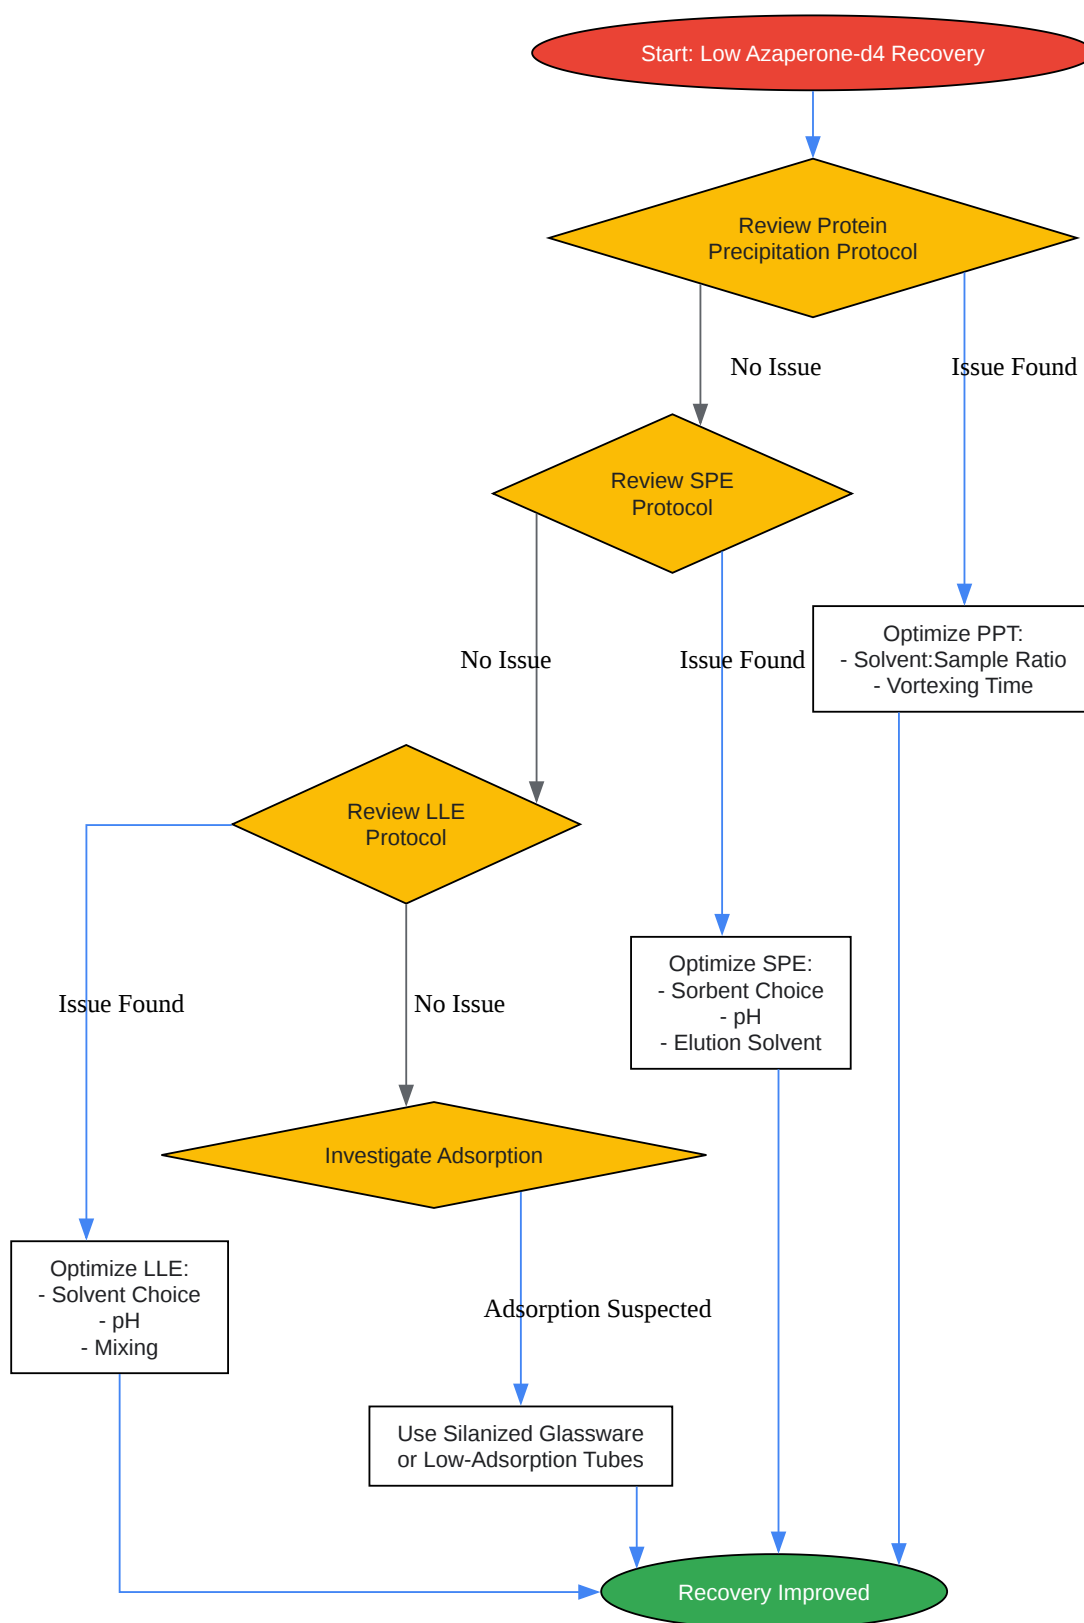 Start: Low Azaperone-d4 Recovery
Review Protein
Precipitation Protocol
No Issue
Issue Found
Review SPE
Protocol
No Issue
Issue Found
Optimize PPT:
- Solvent:Sample Ratio
- Vortexing Time
Review LLE
Protocol
Issue Found
No Issue
Optimize SPE:
- Sorbent Choice
- pH
- Elution Solvent
Investigate Adsorption
Optimize LLE:
- Solvent Choice
- pH
- Mixing
Adsorption Suspected
Use Silanized Glassware
or Low-Adsorption Tubes
Recovery Improved